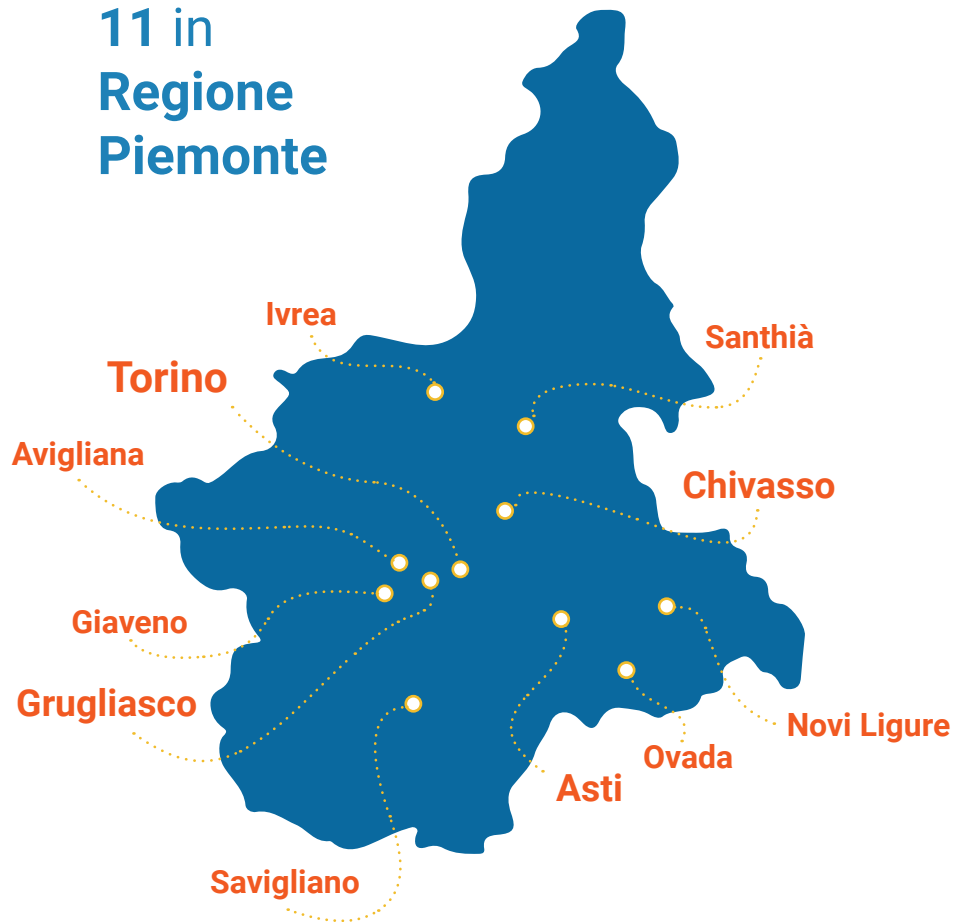 11 in
Regione
Piemonte
Ivrea
Santhià
Torino
Avigliana
Chivasso
Giaveno
Grugliasco
Novi Ligure
Ovada
Asti
Savigliano